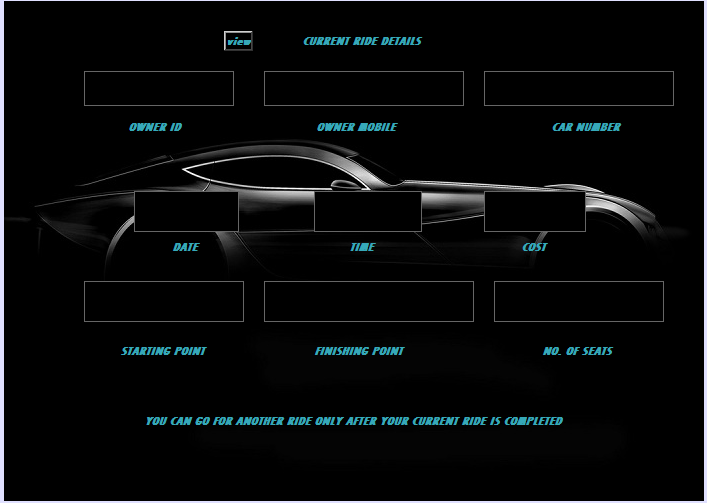 view CURRENT RIDE DETAILS
OWNER ID OWNER MOBILE CAR NUMBER
DATE TIME COST
STARTING POINT FINISHING POINT NO. OF SEATS
YOU CAN GO FOR ANOTHER RIDE ONLY AFTER YOUR CURRENT RIDE IS COMPLETED